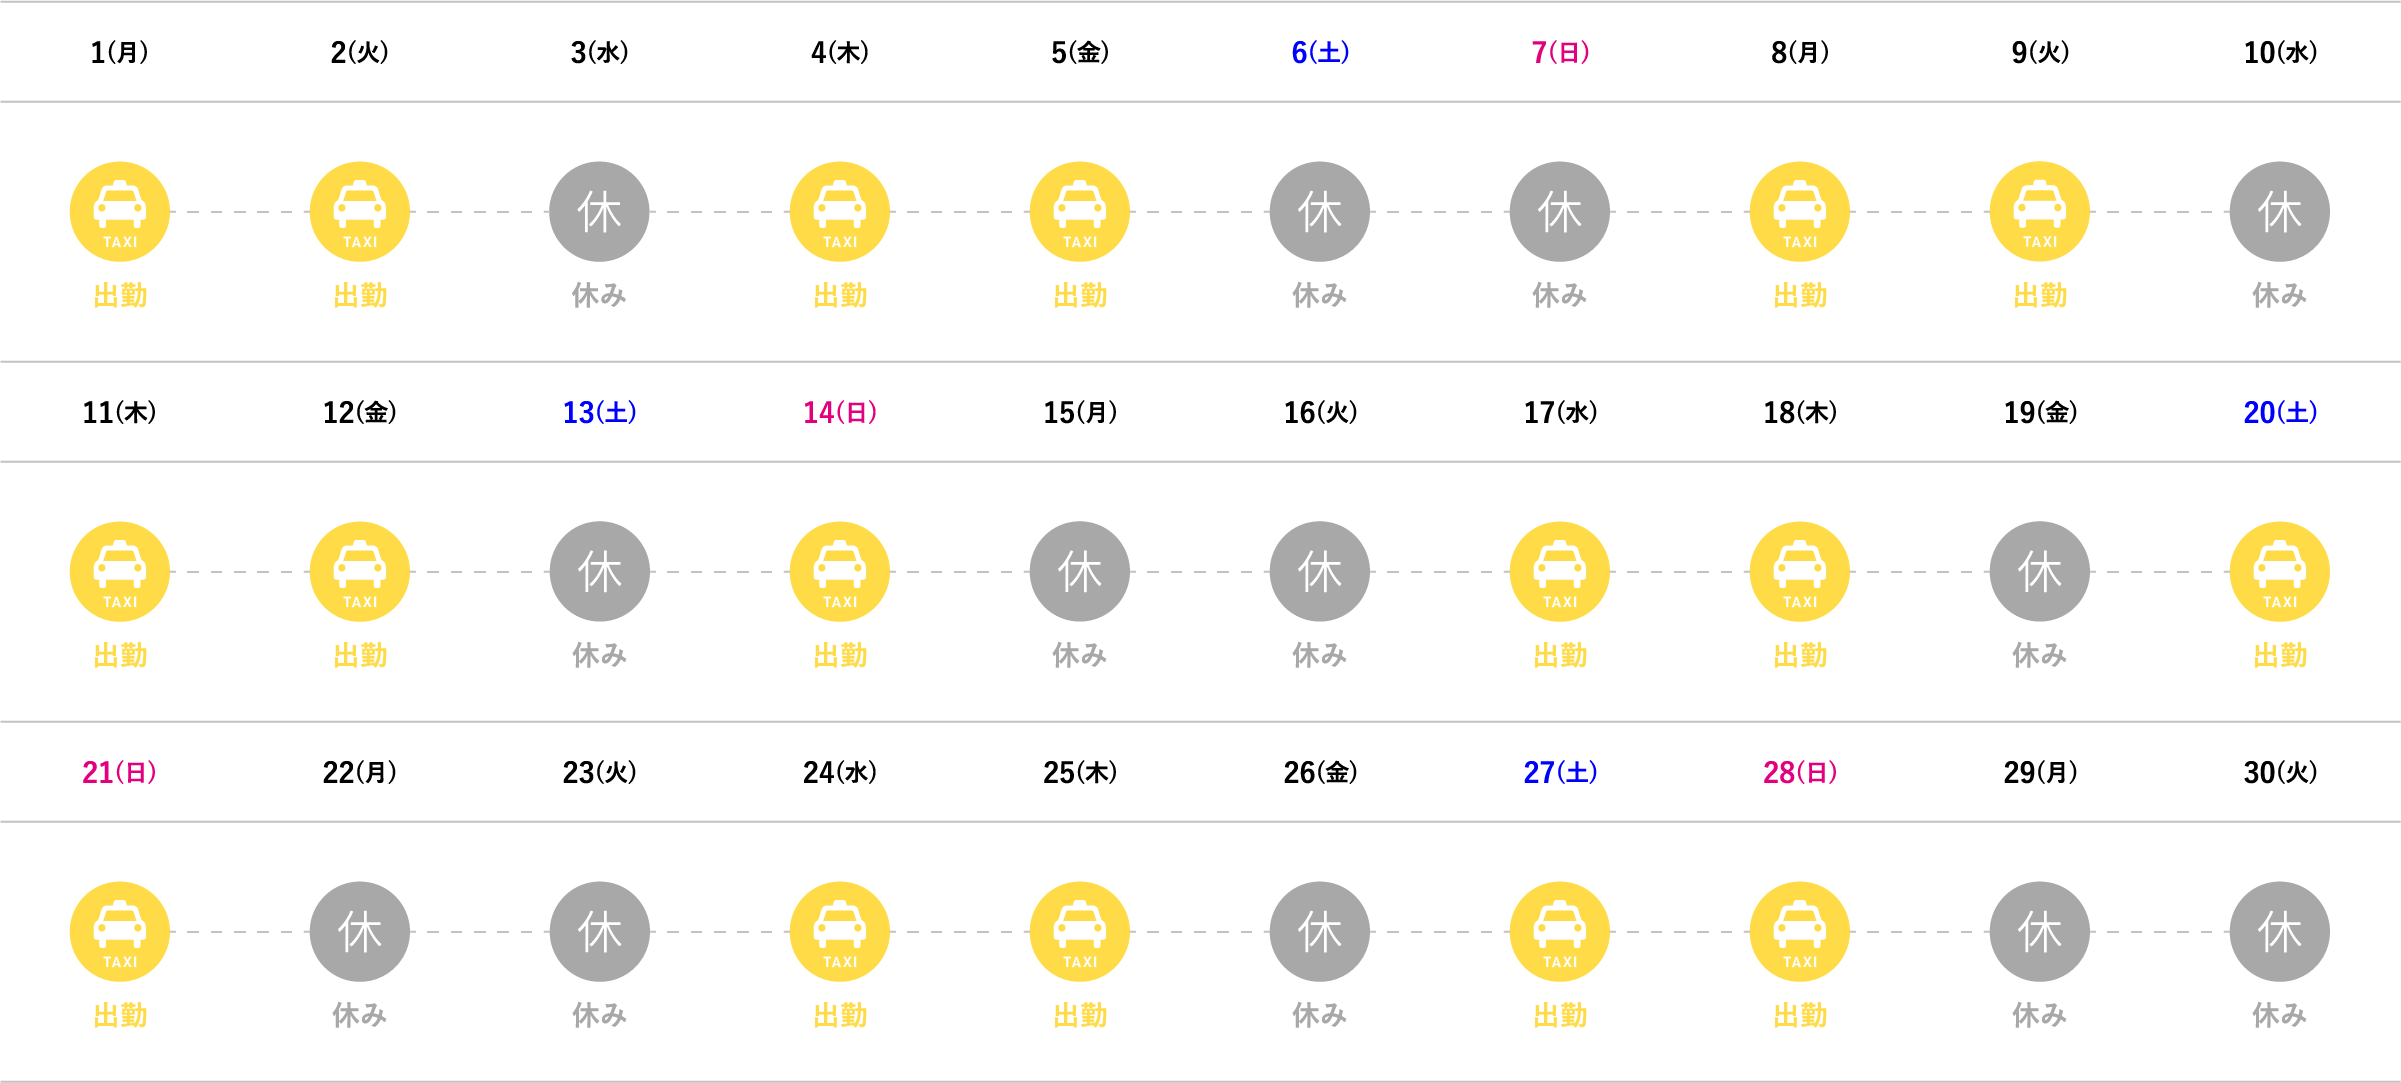 1(月) 2(火) 3(水) 4(木) 5(金) 6(土) 7(日) 8(月) 9(火) 10(水)
TAXI TAXI 休 TAXI TAXI 休 休 TAXI TAXI 休
出勤 出勤 休み 出勤 出勤 休み 休み 出勤 出勤 休み
11(木) 12(金) 13(土) 14(日) 15(月) 16(火) 17(水) 18(木) 19(金) 20(土)
TAXI TAXI 休 TAXI 休 休 TAXI TAXI 休 TAXI
出勤 出勤 休み 出勤 休み 休み 出勤 出勤 休み 出勤
21(日) 22(月) 23(火) 24(水) 25(木) 26(金) 27(土) 28(日) 29(月) 30(火)
TAXI 休 休 TAXI TAXI 休 TAXI TAXI 休 休
出勤 休み 休み 出勤 出勤 休み 出勤 出勤 休み 休み